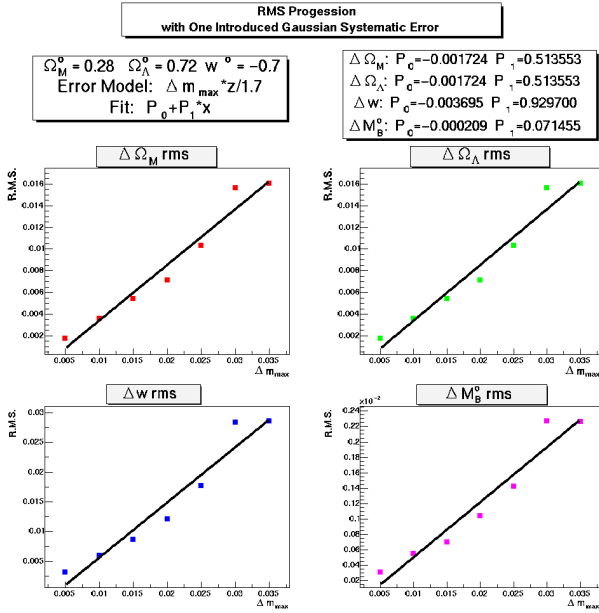 RMS Progession
with One Introduced Gaussian Systematic Error
Ω°M = 0.28 Ω°Λ = 0.72 w° = −0.7
Error Model: Δ mmax*z/1.7
Fit: P0+P1*x
Δ ΩM: P0=−0.001724 P1=0.513553
Δ ΩΛ: P0=−0.001724 P1=0.513553
Δ w: P0=−0.003695 P1=0.929700
Δ M°B: P0=−0.000209 P1=0.071455
Δ ΩM rms
R.M.S.
0.016
0.014
0.012
0.01
0.008
0.006
0.004
0.002
0.005 0.01 0.015 0.02 0.025 0.03 0.035
Δ mmax
Δ ΩΛ rms
R.M.S.
0.016
0.014
0.012
0.01
0.008
0.006
0.004
0.002
0.005 0.01 0.015 0.02 0.025 0.03 0.035
Δ mmax
Δw rms
R.M.S.
0.03
0.025
0.02
0.015
0.01
0.005
0.005 0.01 0.015 0.02 0.025 0.03 0.035
Δ mmax
Δ M°B rms
R.M.S.
×10−2
0.24
0.22
0.2
0.18
0.16
0.14
0.12
0.1
0.08
0.06
0.04
0.02
0.005 0.01 0.015 0.02 0.025 0.03 0.035
Δ mmax